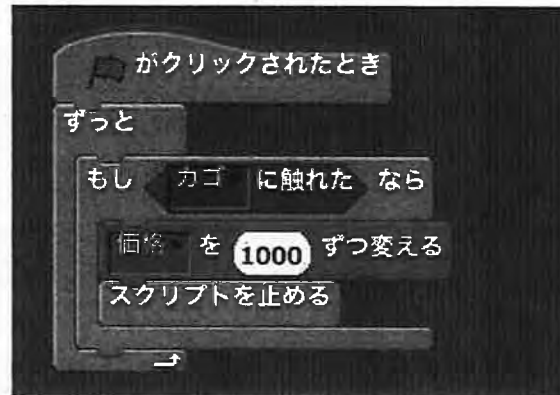 がクリックされたとき
ずっと
もし カゴ に触れた なら
価格 を 1000 ずつ変える
スクリプトを止める